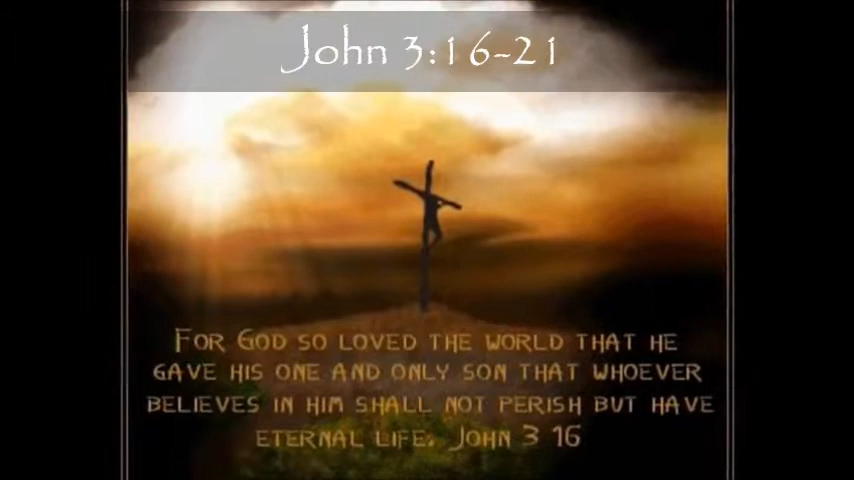 John 3:16-21
For God so loved the world that he
gave his one and only son that whoever
believes in him shall not perish but have
eternal life. John 3 16